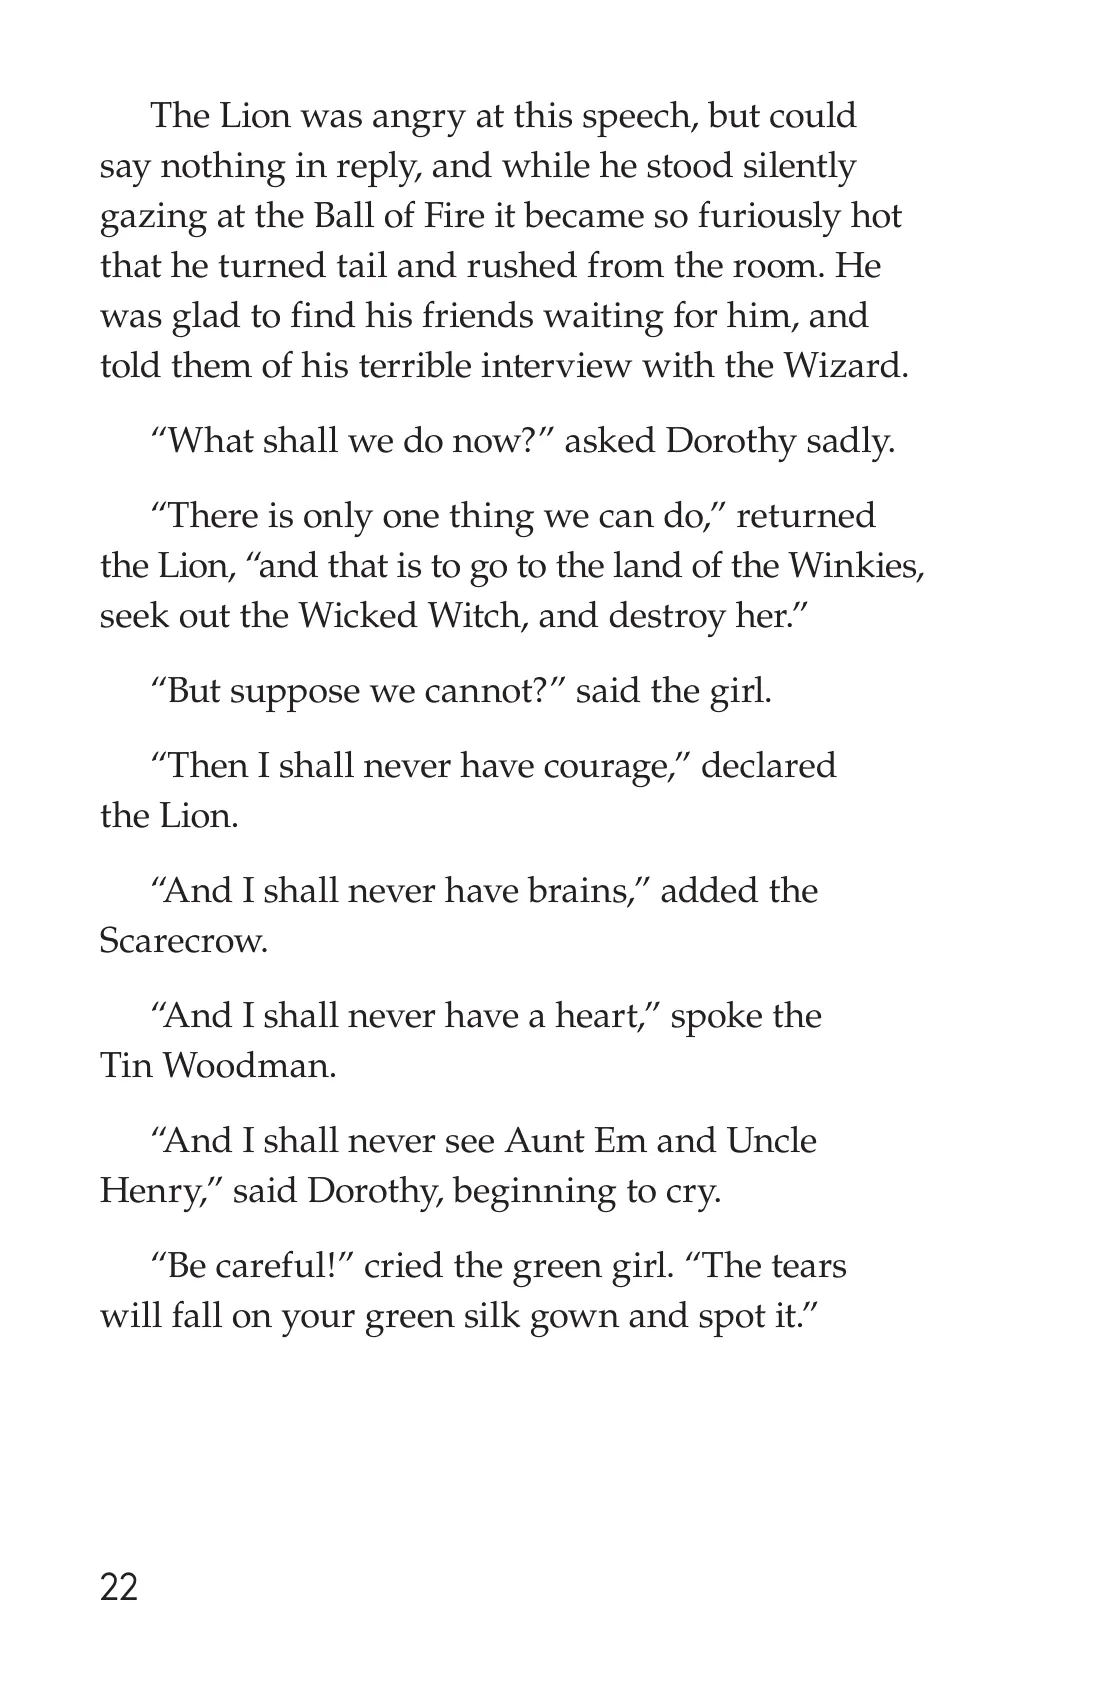 The Lion was angry at this speech, but could
say nothing in reply, and while he stood silently
gazing at the Ball of Fire it became so furiously hot
that he turned tail and rushed from the room. He
was glad to find his friends waiting for him, and
told them of his terrible interview with the Wizard.
“What shall we do now?” asked Dorothy sadly.
“There is only one thing we can do,” returned
the Lion, “and that is to go to the land of the Winkies,
seek out the Wicked Witch, and destroy her.”
“But suppose we cannot?” said the girl.
“Then I shall never have courage,” declared
the Lion.
“And I shall never have brains,” added the
Scarecrow.
“And I shall never have a heart,” spoke the
Tin Woodman.
“And I shall never see Aunt Em and Uncle
Henry,” said Dorothy, beginning to cry.
“Be careful!” cried the green girl. “The tears
will fall on your green silk gown and spot it.”
22